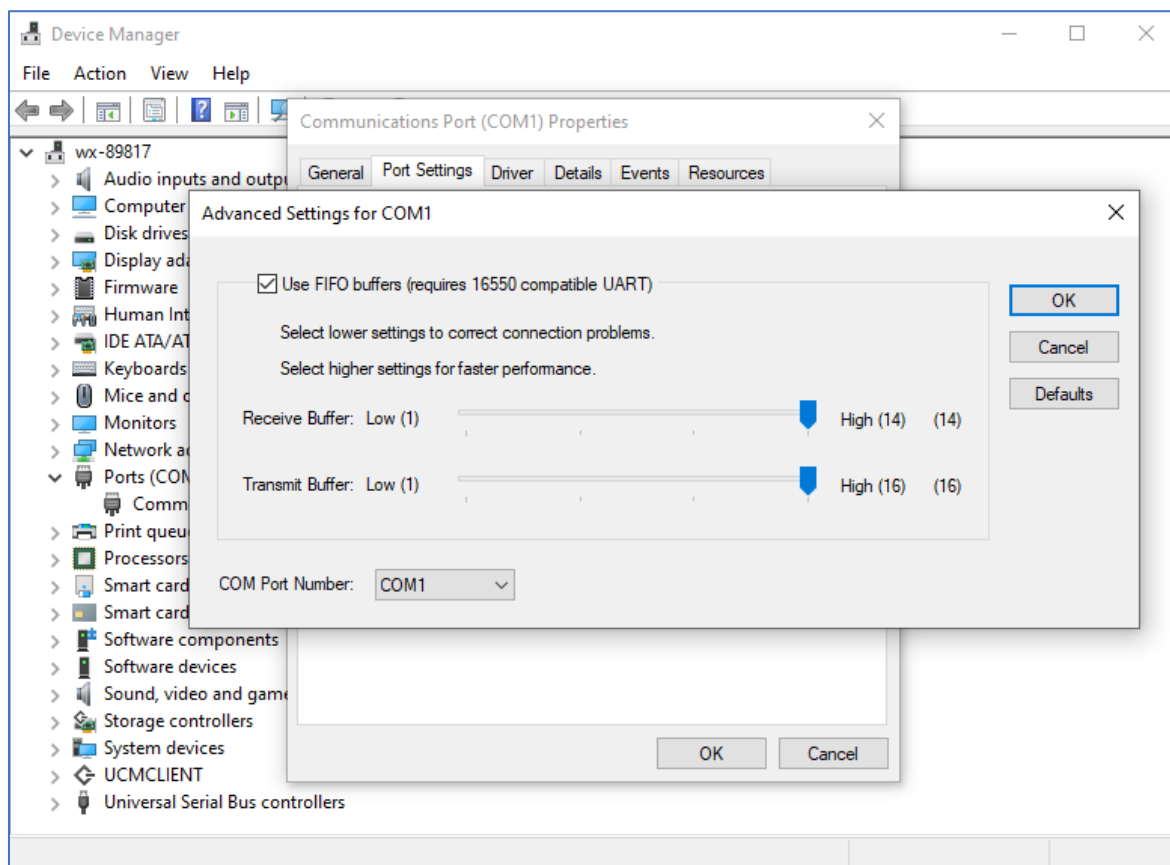 Device Manager
File Action View Help
Communications Port (COM1) Properties
General Port Settings Driver Details Events Resources
wx-89817
Audio inputs and outpu
Computer
Disk drives
Display ada
Firmware
Human Int
IDE ATA/AT
Keyboards
Mice and o
Monitors
Network ad
Ports (COM
Comm
Print queu
Processors
Smart card
Smart card
Software components
Software devices
Sound, video and game
Storage controllers
System devices
UCMCLIENT
Universal Serial Bus controllers
Advanced Settings for COM1
Use FIFO buffers (requires 16550 compatible UART)
Select lower settings to correct connection problems.
Select higher settings for faster performance.
Receive Buffer: Low (1) High (14) (14)
Transmit Buffer: Low (1) High (16) (16)
COM Port Number: COM1
OK
Cancel
Defaults
OK Cancel